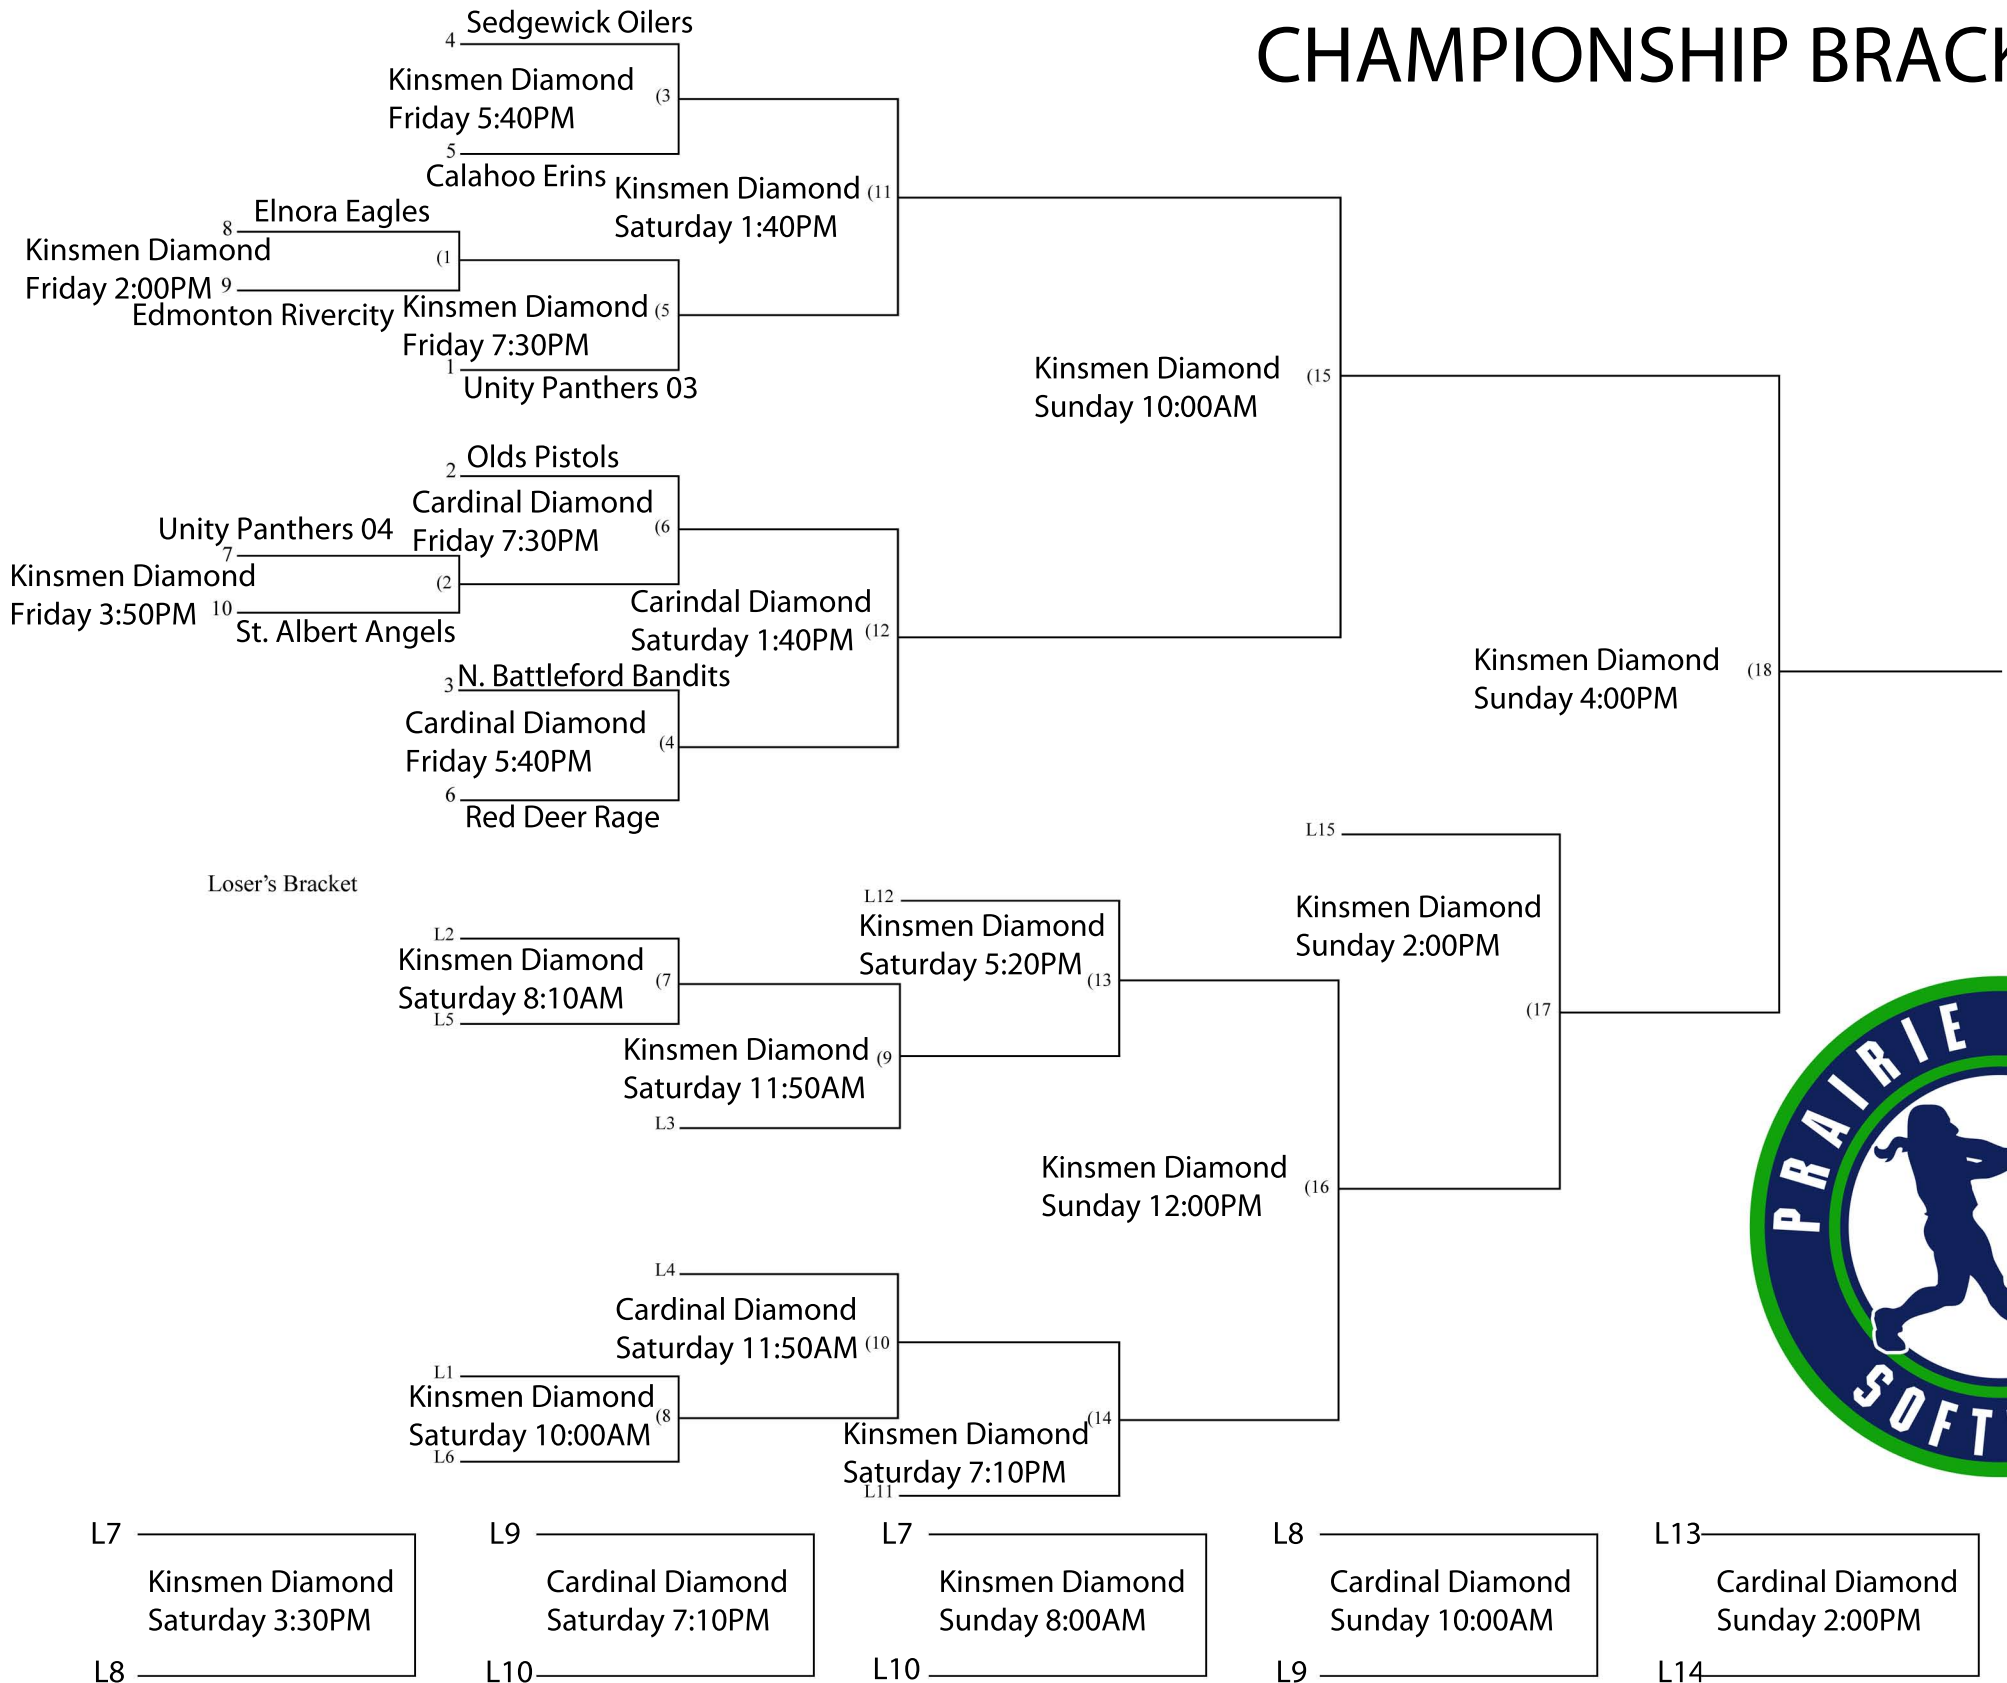 CHAMPIONSHIP BRACK
Sedgewick Oilers
4
Kinsmen Diamond
Friday 5:40PM
(3
5
Calahoo Erins
Kinsmen Diamond
Saturday 1:40PM
(11
Elnora Eagles
8
Kinsmen Diamond
Friday 2:00PM
(1
9
Edmonton Rivercity
Kinsmen Diamond
Friday 7:30PM
(5
1
Unity Panthers 03
Kinsmen Diamond
Sunday 10:00AM
(15
Olds Pistols
2
Cardinal Diamond
Friday 7:30PM
(6
Unity Panthers 04
7
Kinsmen Diamond
Friday 3:50PM
(2
10
St. Albert Angels
Carindal Diamond
Saturday 1:40PM
(12
N. Battleford Bandits
3
Cardinal Diamond
Friday 5:40PM
(4
6
Red Deer Rage
Kinsmen Diamond
Sunday 4:00PM
(18
Loser's Bracket
L15
Kinsmen Diamond
Sunday 2:00PM
(17
L12
Kinsmen Diamond
Saturday 5:20PM
(13
L2
Kinsmen Diamond
Saturday 8:10AM
(7
L5
Kinsmen Diamond
Saturday 11:50AM
(9
L3
Kinsmen Diamond
Sunday 12:00PM
(16
L4
Cardinal Diamond
Saturday 11:50AM
(10
L1
Kinsmen Diamond
Saturday 10:00AM
(8
L6
Kinsmen Diamond
Saturday 7:10PM
(14
L11
PRAIRIE
SOFT
L7
Kinsmen Diamond
Saturday 3:30PM
L8
L9
Cardinal Diamond
Saturday 7:10PM
L10
L7
Kinsmen Diamond
Sunday 8:00AM
L10
L8
Cardinal Diamond
Sunday 10:00AM
L9
L13
Cardinal Diamond
Sunday 2:00PM
L14